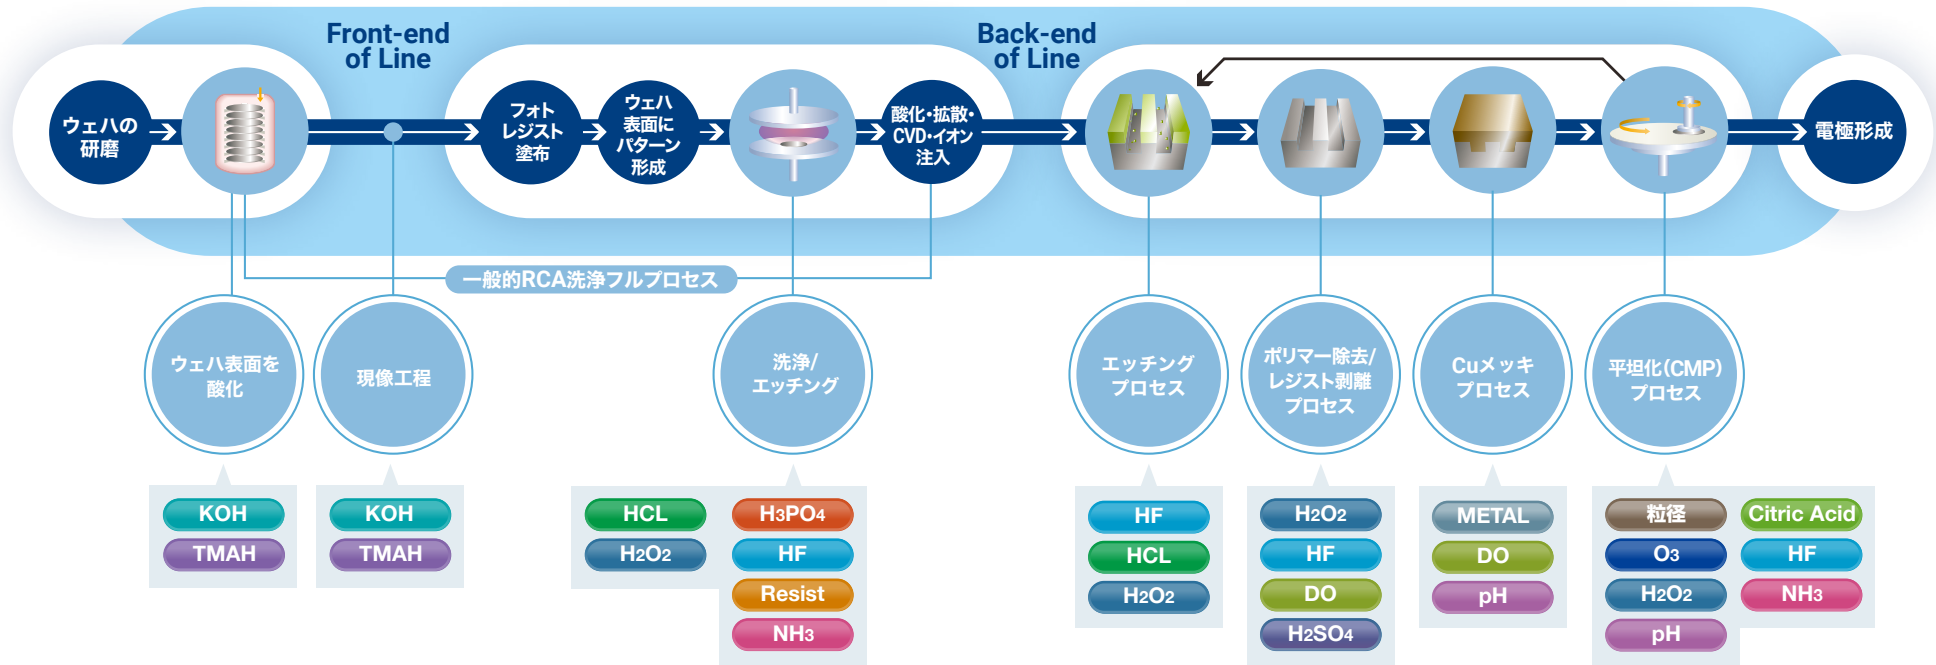 Front-end
of Line
Back-end
of Line
ウェハの
研磨
フォト
レジスト
塗布
ウェハ
表面に
パターン
形成
酸化・拡散・
CVD・イオン
注入
電極形成
一般的RCA洗浄フルプロセス
ウェハ表面を
酸化
現像工程
洗浄/
エッチング
エッチング
プロセス
ポリマー除去/
レジスト剥離
プロセス
Cuメッキ
プロセス
平坦化(CMP)
プロセス
KOH
TMAH
KOH
TMAH
HCL
H2O2
H3PO4
HF
Resist
NH3
HF
HCL
H2O2
H2O2
HF
DO
H2SO4
METAL
DO
pH
粒径
O3
H2O2
pH
Citric Acid
HF
NH3